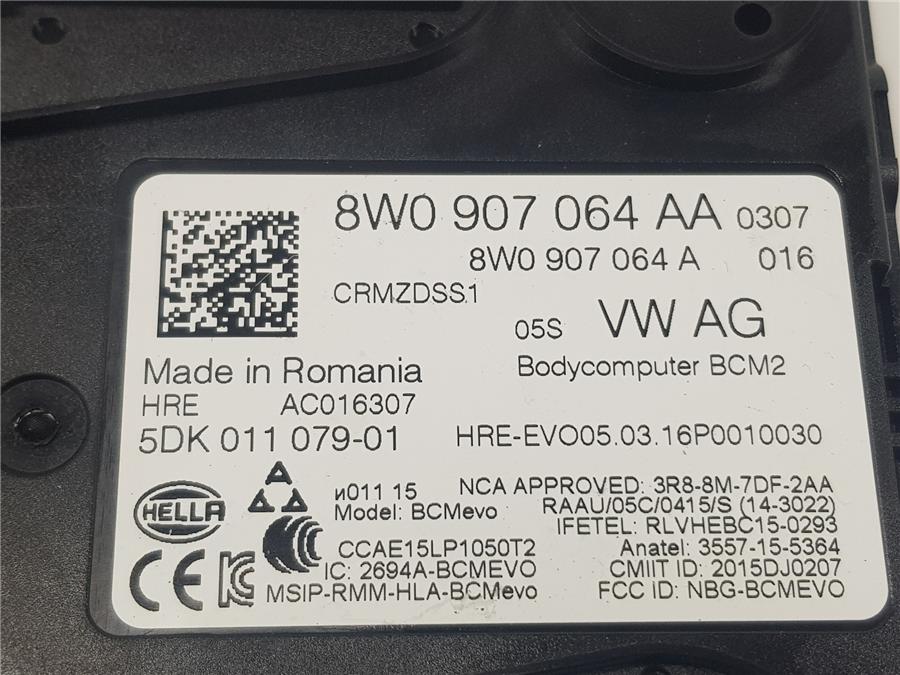 8W0 907 064 AA 0307
8W0 907 064 A 016
CRMZDSS.1
05S VW AG
Bodycomputer BCM2
Made in Romania
HRE AC016307
5DK 011 079-01 HRE-EVO05.03.16P0010030
HELLA
и011 15
Model: BCMevo
NCA APPROVED: 3R8-8M-7DF-2AA
RAAU/05C/0415/S (14-3022)
IFETEL: RLVHEBC15-0293
CCAE15LP1050T2 Anatel: 3557-15-5364
IC: 2694A-BCMEVO CMIIT ID: 2015DJ0207
MSIP-RMM-HLA-BCMevo FCC ID: NBG-BCMEVO
CE